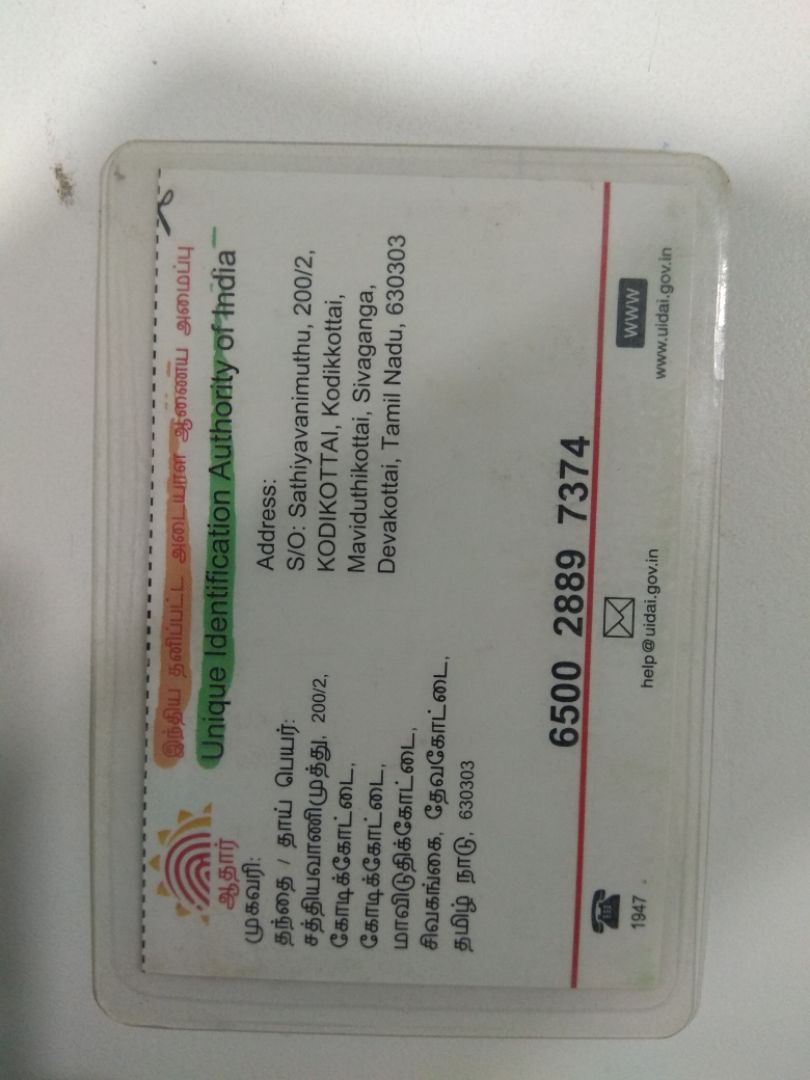 இந்திய தனிப்பட்ட அடையாள ஆணைய அமைப்பு
Unique Identification Authority of India
ஆதார்
முகவரி:
தந்தை / தாய் பெயர்:
சத்தியவாணிமுத்து, 200/2,
கோடிக்கோட்டை,
கோடிக்கோட்டை,
மாவிடுதிக்கோட்டை,
சிவகங்கை, தேவகோட்டை,
தமிழ் நாடு, 630303
Address:
S/O: Sathiyavanimuthu, 200/2,
KODIKOTTAI, Kodikkottai,
Maviduthikottai, Sivaganga,
Devakottai, Tamil Nadu, 630303
6500 2889 7374
1947
help@uidai.gov.in
WWW
www.uidai.gov.in